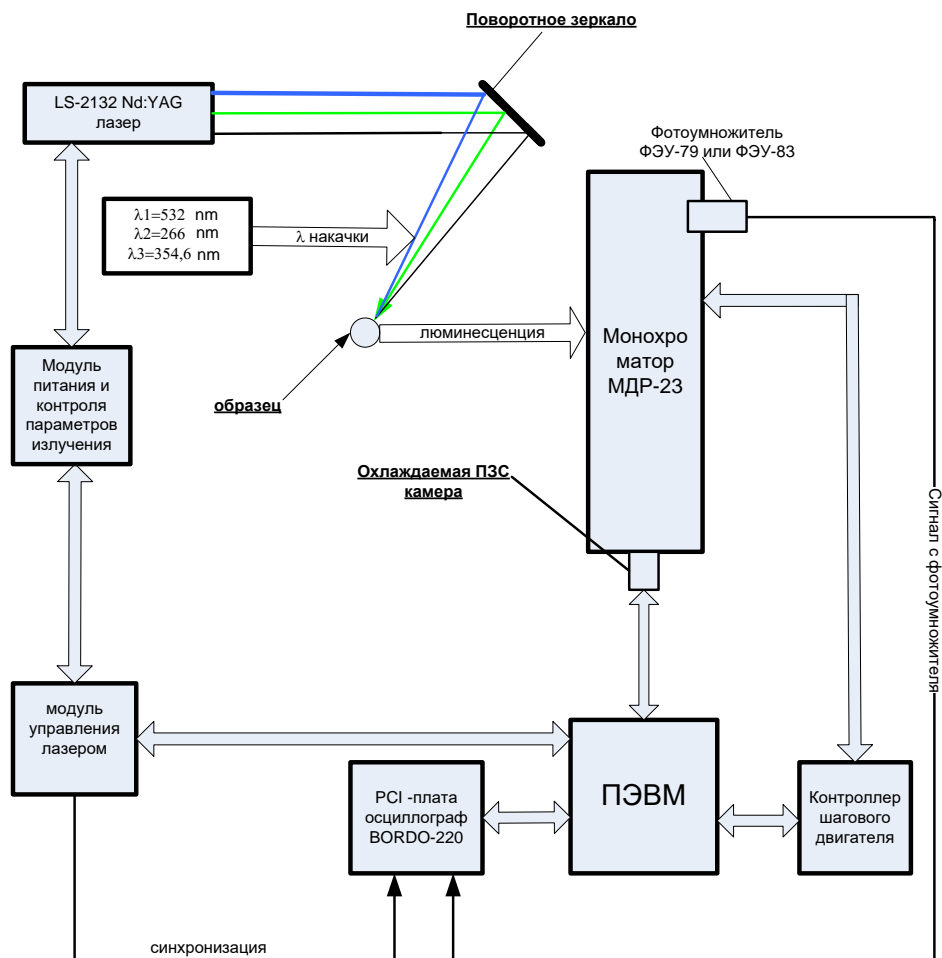 Поворотное зеркало
LS-2132 Nd:YAG
лазер
Фотоумножитель
ФЭУ-79 или ФЭУ-83
λ1=532 nm
λ2=266 nm
λ3=354,6 nm
λ накачки
люминесценция
Монохро
матор
МДР-23
образец
Модуль
питания и
контроля
параметров
излучения
Охлаждаемая ПЗС
камера
Сигнал с фотоумножителя
модуль
управления
лазером
PCI -плата
осциллограф
BORDO-220
ПЭВМ
Контроллер
шагового
двигателя
синхронизация